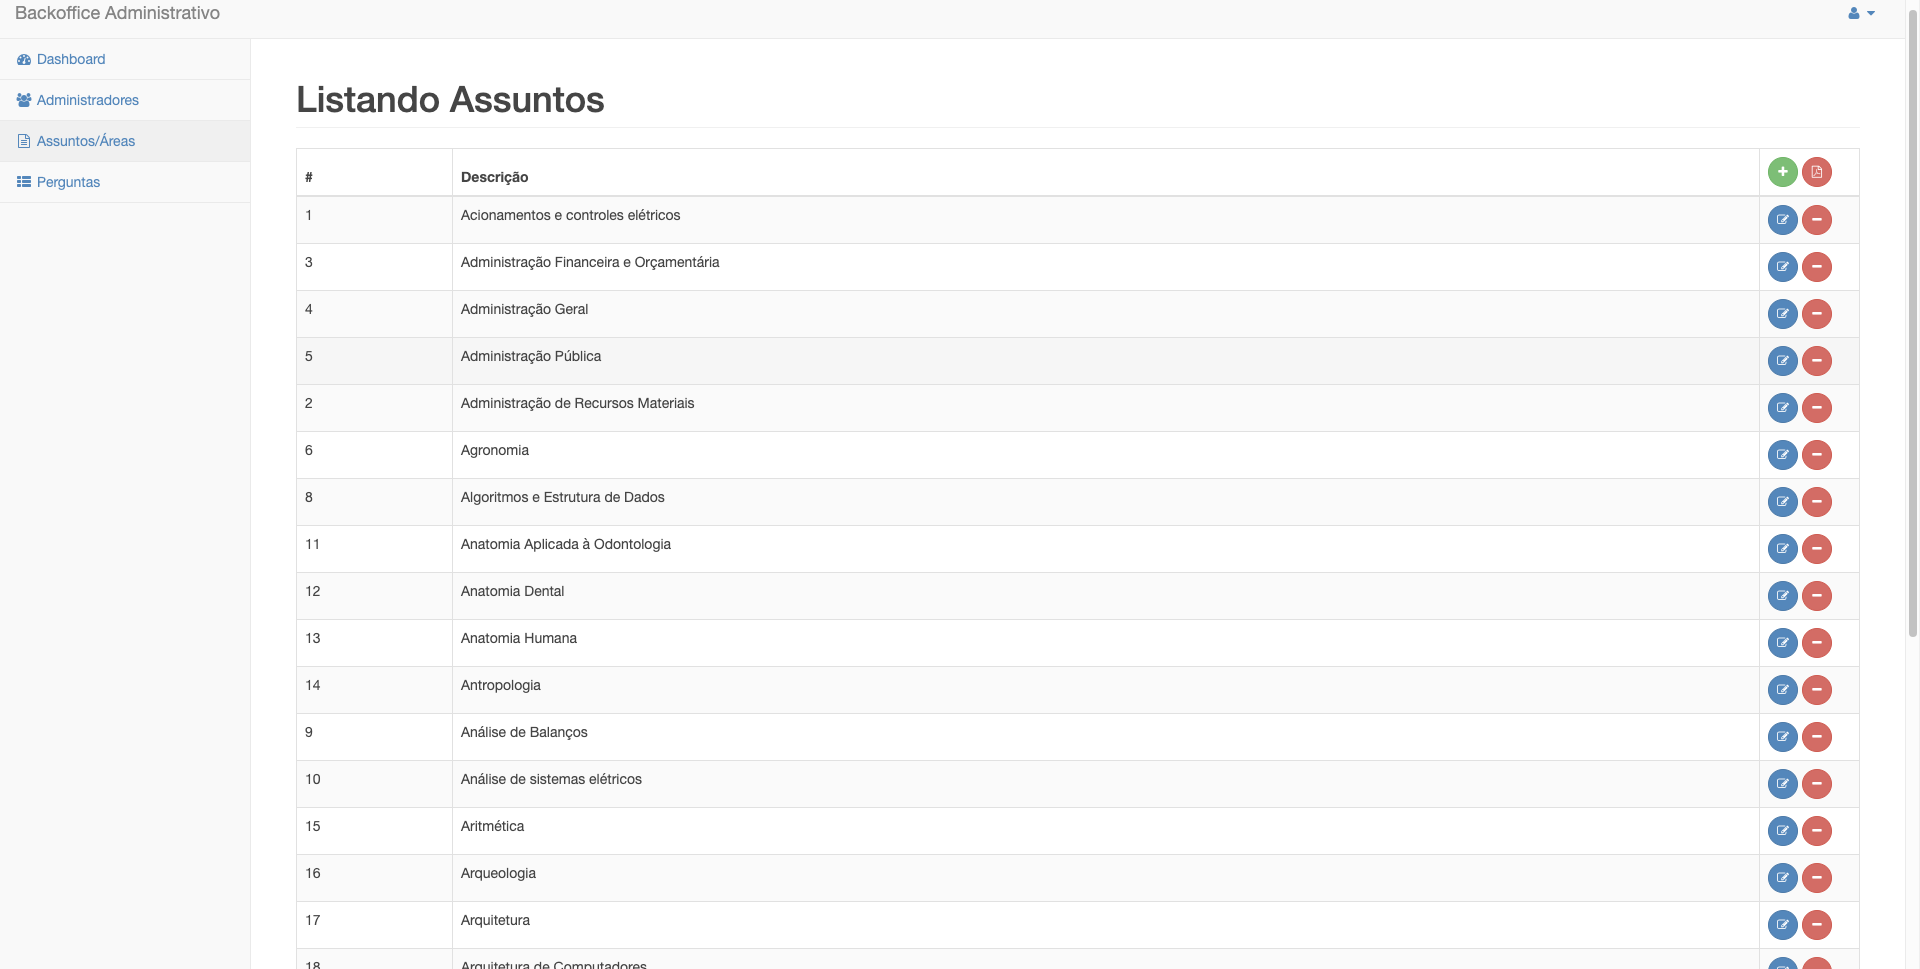 Backoffice Administrativo
Dashboard
Administradores
Assuntos/Áreas
Perguntas
Listando Assuntos
# Descrição
1 Acionamentos e controles elétricos
3 Administração Financeira e Orçamentária
4 Administração Geral
5 Administração Pública
2 Administração de Recursos Materiais
6 Agronomia
8 Algoritmos e Estrutura de Dados
11 Anatomia Aplicada à Odontologia
12 Anatomia Dental
13 Anatomia Humana
14 Antropologia
9 Análise de Balanços
10 Análise de sistemas elétricos
15 Aritmética
16 Arqueologia
17 Arquitetura
18 Arquitetura de Computadores